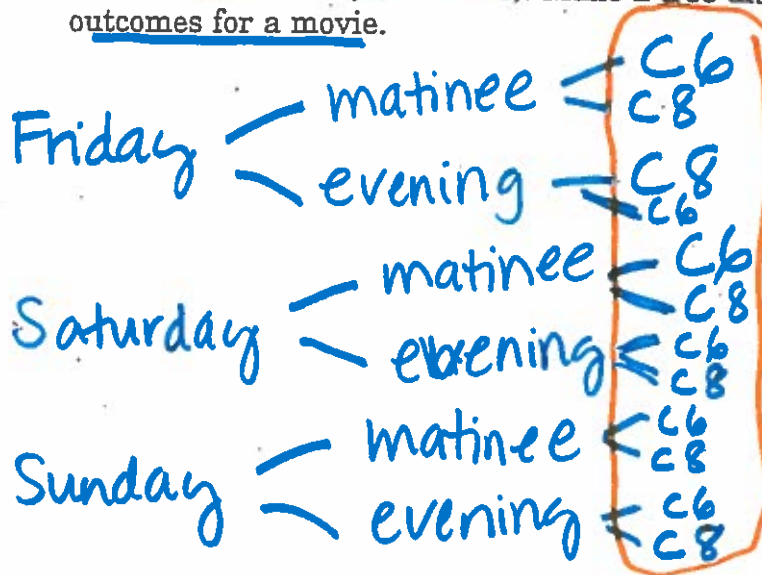 outcomes for a movie.
matinee C6
C8
Friday
evening C8
C6
matinee C6
C8
Saturday
evening C6
C8
matinee C6
C8
Sunday
evening C6
C8